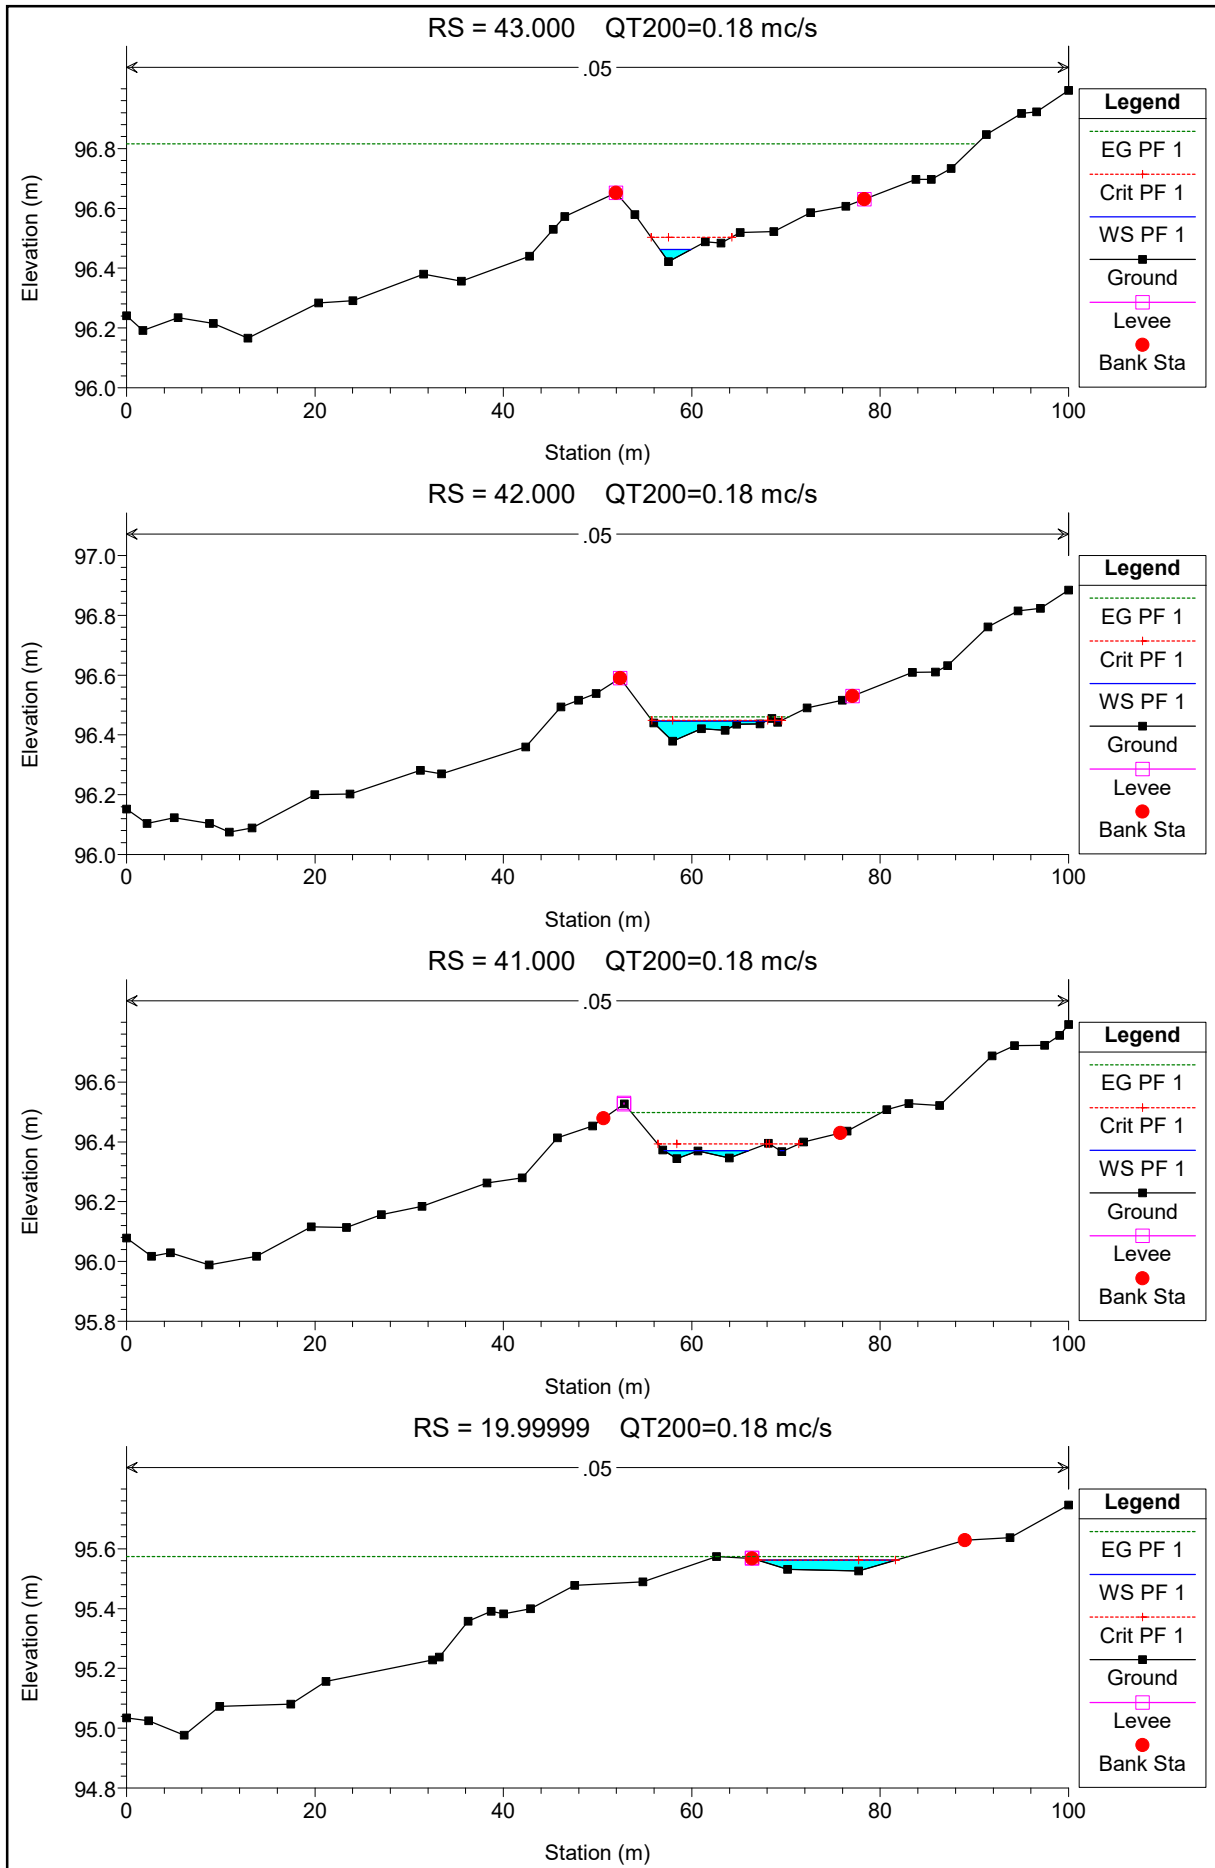 RS = 43.000 QT200=0.18 mc/s
.05
Elevation (m)
96.8
96.6
96.4
96.2
96.0
0 20 40 60 80 100
Station (m)
Legend
EG PF 1
Crit PF 1
WS PF 1
Ground
Levee
Bank Sta
RS = 42.000 QT200=0.18 mc/s
.05
Elevation (m)
97.0
96.8
96.6
96.4
96.2
96.0
0 20 40 60 80 100
Station (m)
Legend
EG PF 1
Crit PF 1
WS PF 1
Ground
Levee
Bank Sta
RS = 41.000 QT200=0.18 mc/s
.05
Elevation (m)
96.6
96.4
96.2
96.0
95.8
0 20 40 60 80 100
Station (m)
Legend
EG PF 1
Crit PF 1
WS PF 1
Ground
Levee
Bank Sta
RS = 19.99999 QT200=0.18 mc/s
.05
Elevation (m)
95.6
95.4
95.2
95.0
94.8
0 20 40 60 80 100
Station (m)
Legend
EG PF 1
WS PF 1
Crit PF 1
Ground
Levee
Bank Sta